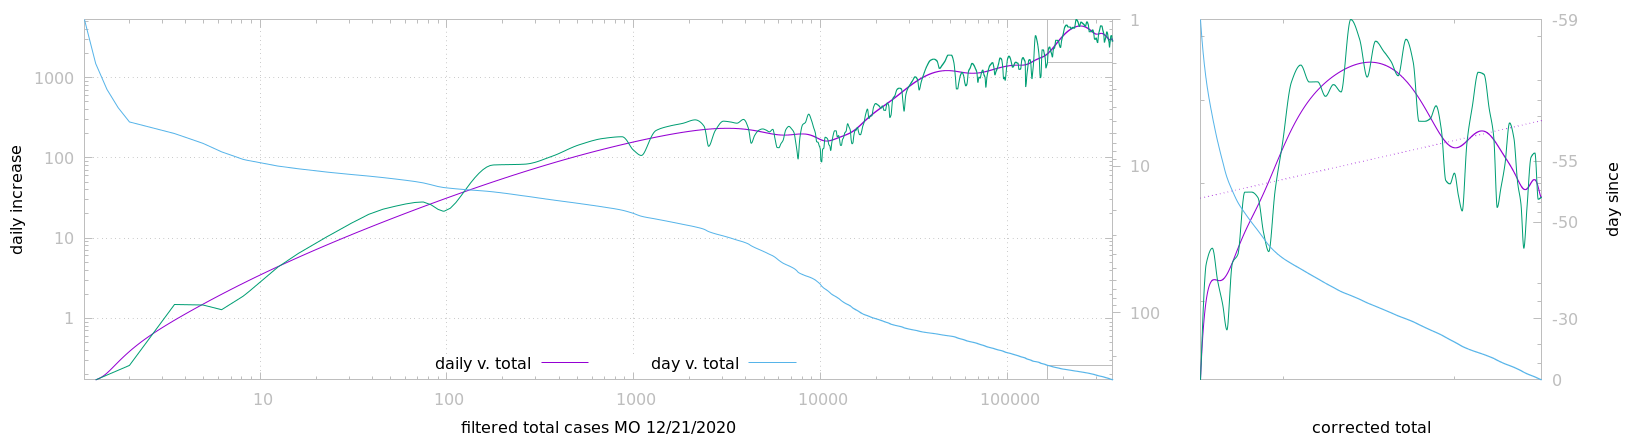 1000
100
10
1
daily increase
daily v. total
day v. total
10
100
1000
10000
100000
filtered total cases MO 12/21/2020
1
10
100
-59
-55
-50
-30
0
day since
corrected total